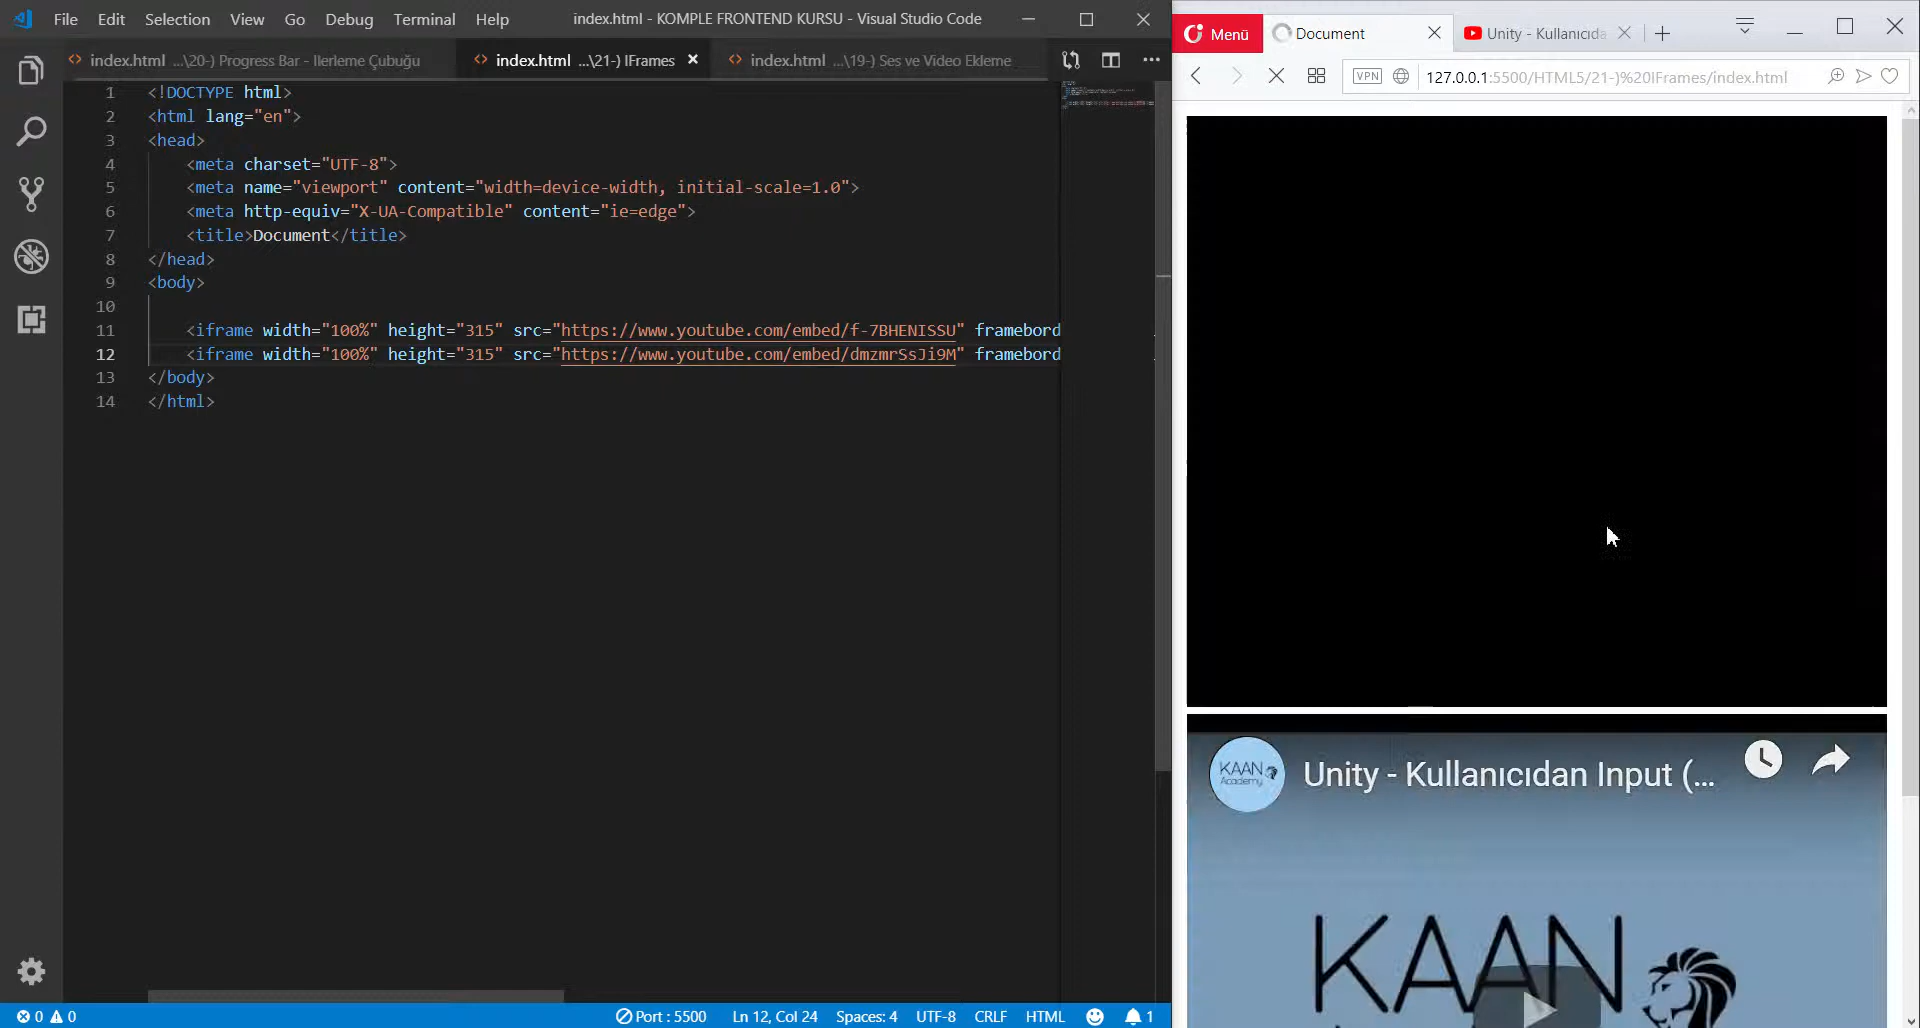 File Edit Selection View Go Debug Terminal Help
index.html - KOMPLE FRONTEND KURSU - Visual Studio Code
index.html ...\20-) Progress Bar - Ilerleme Çubuğu
index.html ...\21-) IFrames
index.html ...\19-) Ses ve Video Ekleme
1 <!DOCTYPE html>
2 <html lang="en">
3 <head>
4 <meta charset="UTF-8">
5 <meta name="viewport" content="width=device-width, initial-scale=1.0">
6 <meta http-equiv="X-UA-Compatible" content="ie=edge">
7 <title>Document</title>
8 </head>
9 <body>
10
11 <iframe width="100%" height="315" src="https://www.youtube.com/embed/f-7BHENISSU" framebord
12 <iframe width="100%" height="315" src="https://www.youtube.com/embed/dmzmrSsJi9M" framebord
13 </body>
14 </html>
0 0
Port : 5500
Ln 12, Col 24
Spaces: 4
UTF-8
CRLF
HTML
1
Menü
Document
Unity - Kullanıcıda
VPN
127.0.0.1:5500/HTML5/21-)%20IFrames/index.html
KAAN
Academy
Unity - Kullanıcıdan Input (...
KAAN